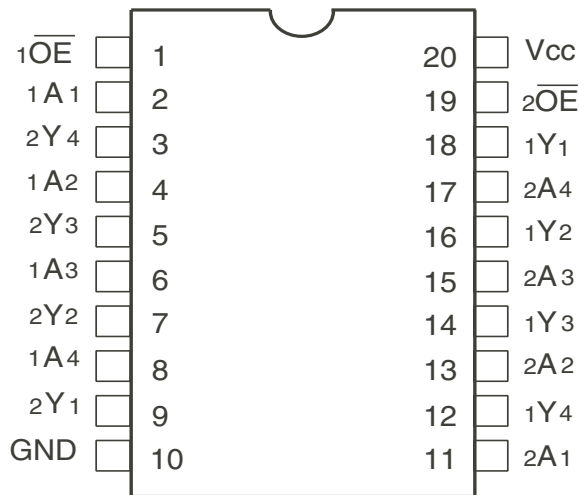 1OE 1 20 Vcc
1A1 2 19 2OE
2Y4 3 18 1Y1
1A2 4 17 2A4
2Y3 5 16 1Y2
1A3 6 15 2A3
2Y2 7 14 1Y3
1A4 8 13 2A2
2Y1 9 12 1Y4
GND 10 11 2A1